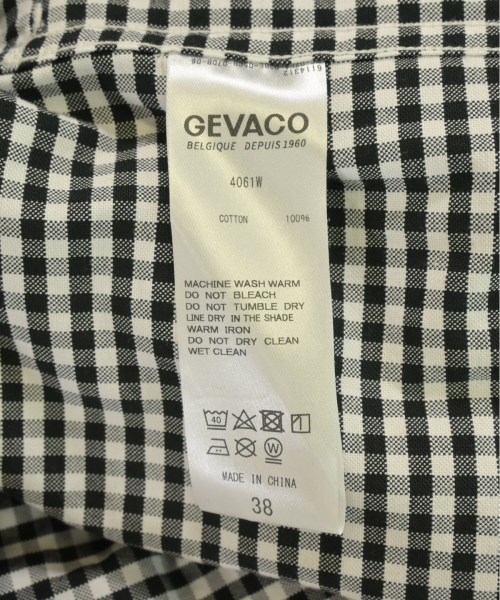 GEVACO
BELGIQUE DEPUIS 1960
4061W
COTTON 100%
MACHINE WASH WARM
DO NOT BLEACH
DO NOT TUMBLE DRY
LINE DRY IN THE SHADE
WARM IRON
DO NOT DRY CLEAN
WET CLEAN
40
W
MADE IN CHINA
38